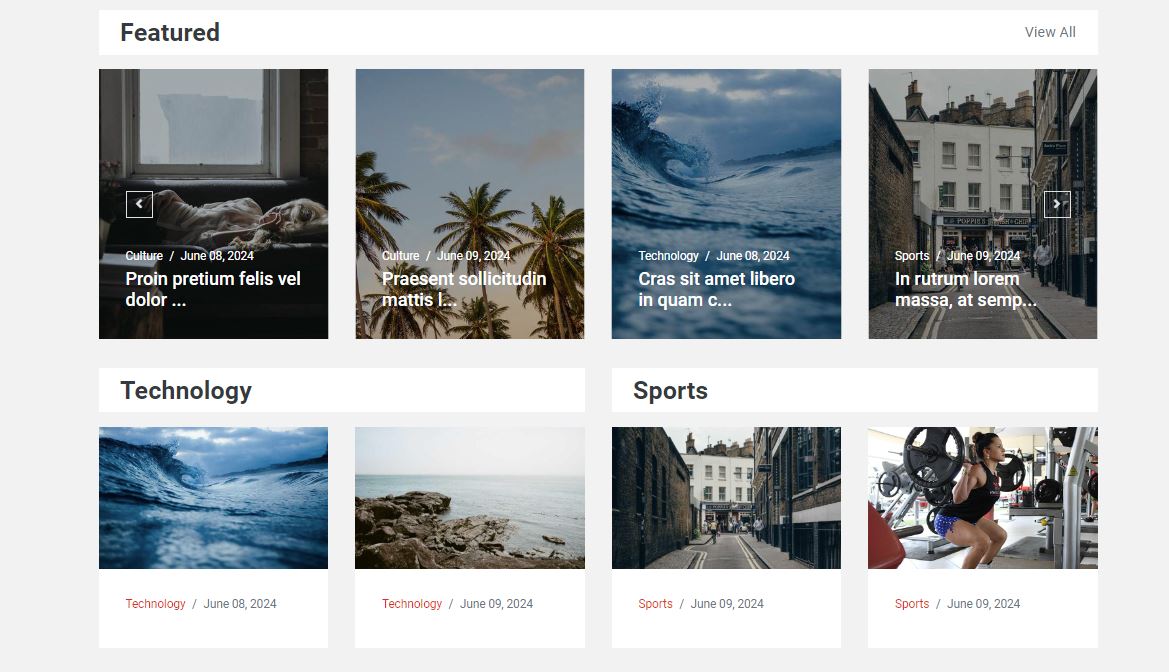 Featured
View All
Culture / June 08, 2024
Proin pretium felis vel
dolor ...
Culture / June 09, 2024
Praesent sollicitudin
mattis l...
Technology / June 08, 2024
Cras sit amet libero
in quam c...
POPPIES FISH & CHIPS
Sports / June 09, 2024
In rutrum lorem
massa, at semp...
Technology
Sports
Technology / June 08, 2024
Technology / June 09, 2024
Sports / June 09, 2024
Sports / June 09, 2024